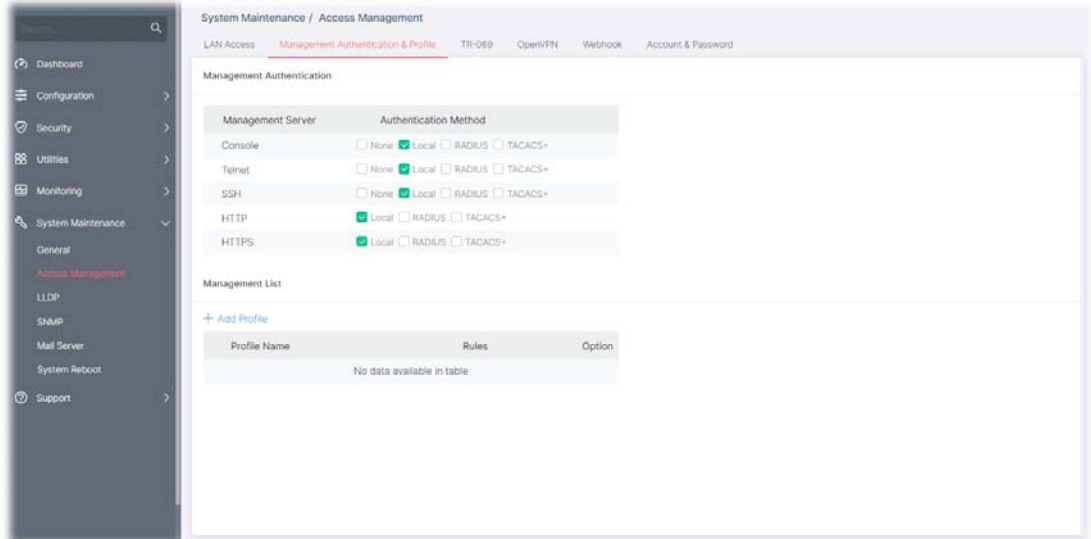 Search...
System Maintenance / Access Management
LAN Access Management Authentication & Profile TR-069 OpenVPN Webhook Account & Password
Dashboard
Configuration
Security
Utilities
Monitoring
System Maintenance
General
Access Management
LLDP
SNMP
Mail Server
System Reboot
Support
Management Authentication
Management Server Authentication Method
Console None Local RADIUS TACACS+
Telnet None Local RADIUS TACACS+
SSH None Local RADIUS TACACS+
HTTP Local RADIUS TACACS+
HTTPS Local RADIUS TACACS+
Management List
+ Add Profile
Profile Name Rules Option
No data available in table